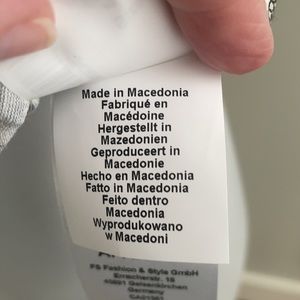 Made in Macedonia
Fabriqué en
Macédoine
Hergestellt in
Mazedonien
Geproduceert in
Macedonie
Hecho en Macedonia
Fatto in Macedonia
Feito dentro
Macedonia
Wyprodukowano
w Macedoni
FS Fashion & Style GmbH
Germany